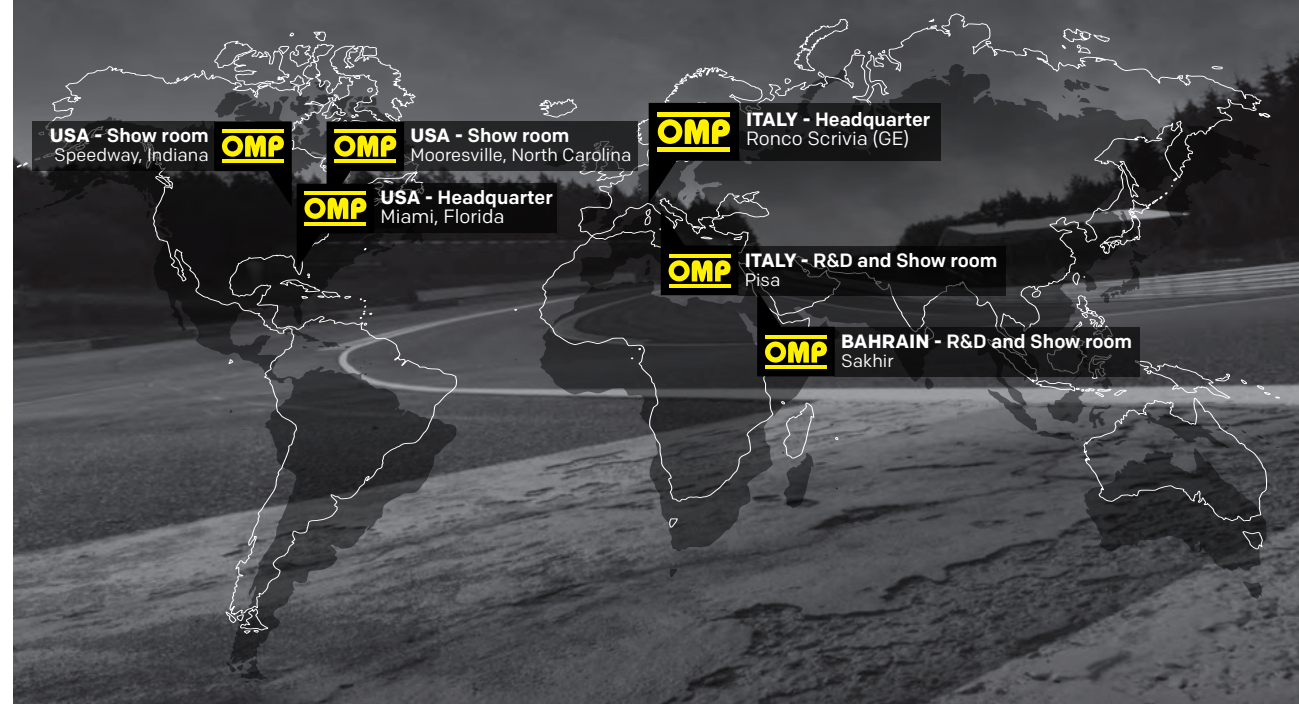 USA - Show room
Speedway, Indiana
OMP
OMP
USA - Show room
Mooresville, North Carolina
OMP
USA - Headquarter
Miami, Florida
OMP
ITALY - Headquarter
Ronco Scrivia (GE)
OMP
ITALY - R&D and Show room
Pisa
OMP
BAHRAIN - R&D and Show room
Sakhir